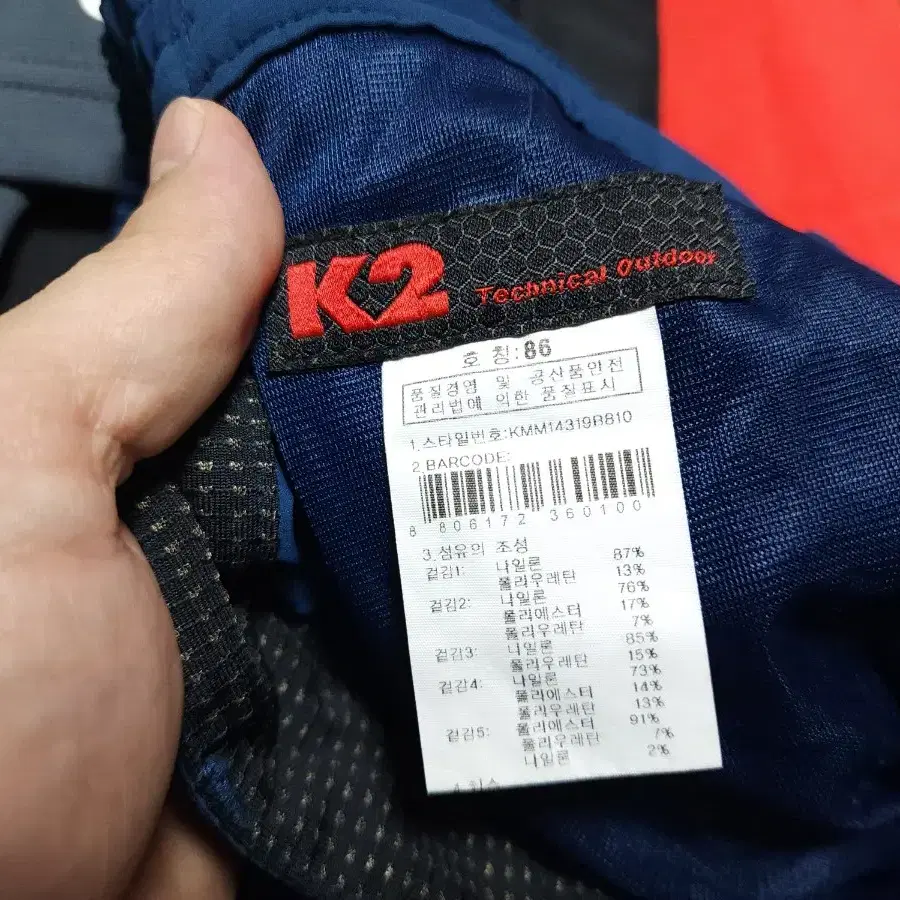 K2 Technical Outdoor
호 칭:86
품질경영 및 공산품안전
관리법에 의한 품질표시
1.스타일번호:KMM14319B810
2.BARCODE:
8 806172 360100
3.섬유의 조성
겉감1: 나일론 87%
폴리우레탄 13%
겉감2: 나일론 76%
폴리에스터 17%
폴리우레탄 7%
겉감3: 나일론 85%
폴리우레탄 15%
겉감4: 나일론 73%
폴리에스터 14%
폴리우레탄 13%
겉감5: 폴리에스터 91%
폴리우레탄 7%
나일론 2%